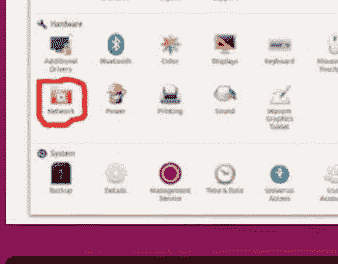 Hardware
Additional Drivers
Bluetooth
Color
Displays
Keyboard
Network
Power
Printing
Sound
Wacom Graphics Tablet
System
Backup
Details
Management Service
Time & Date
Universal Access